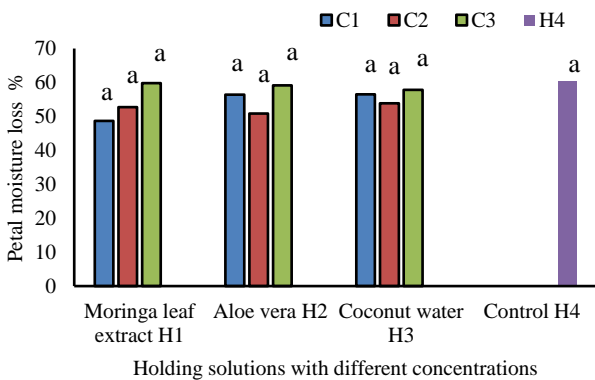 C1 C2 C3 H4
70
60
50
40
30
20
10
0
Petal moisture loss %
a a a a a a a a a a
Moringa leaf extract H1
Aloe vera H2
Coconut water H3
Control H4
Holding solutions with different concentrations